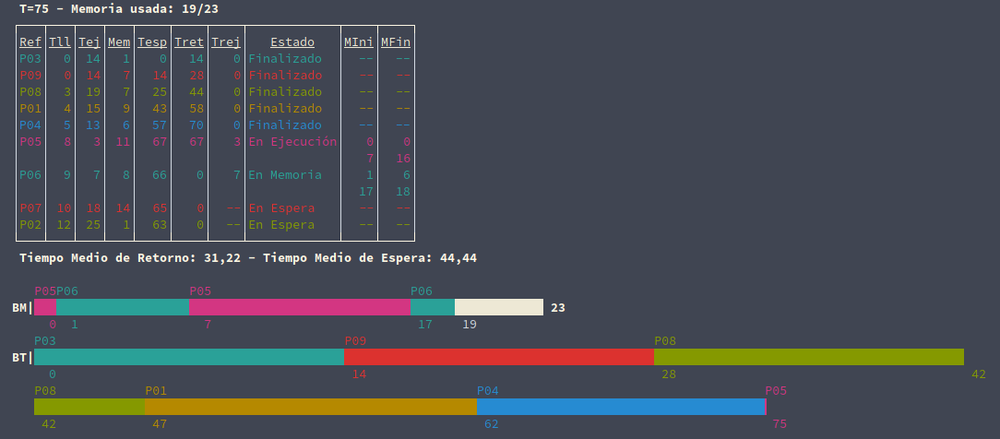 T=75 - Memoria usada: 19/23
Ref Tll Tej Mem Tesp Tret Trej Estado MIni MFin
P03 0 14 1 0 14 0 Finalizado -- --
P09 0 14 7 14 28 0 Finalizado -- --
P08 3 19 7 25 44 0 Finalizado -- --
P01 4 15 9 43 58 0 Finalizado -- --
P04 5 13 6 57 70 0 Finalizado -- --
P05 8 3 11 67 67 3 En Ejecución 0 0
7 16
P06 9 7 8 66 0 7 En Memoria 1 6
17 18
P07 10 18 14 65 0 -- En Espera -- --
P02 12 25 1 63 0 -- En Espera -- --
Tiempo Medio de Retorno: 31,22 - Tiempo Medio de Espera: 44,44
P05P06 P05 P06
BM| 23
0 1 7 17 19
P03 P09 P08
BT|
0 14 28 42
P08 P01 P04 P05
42 47 62 75